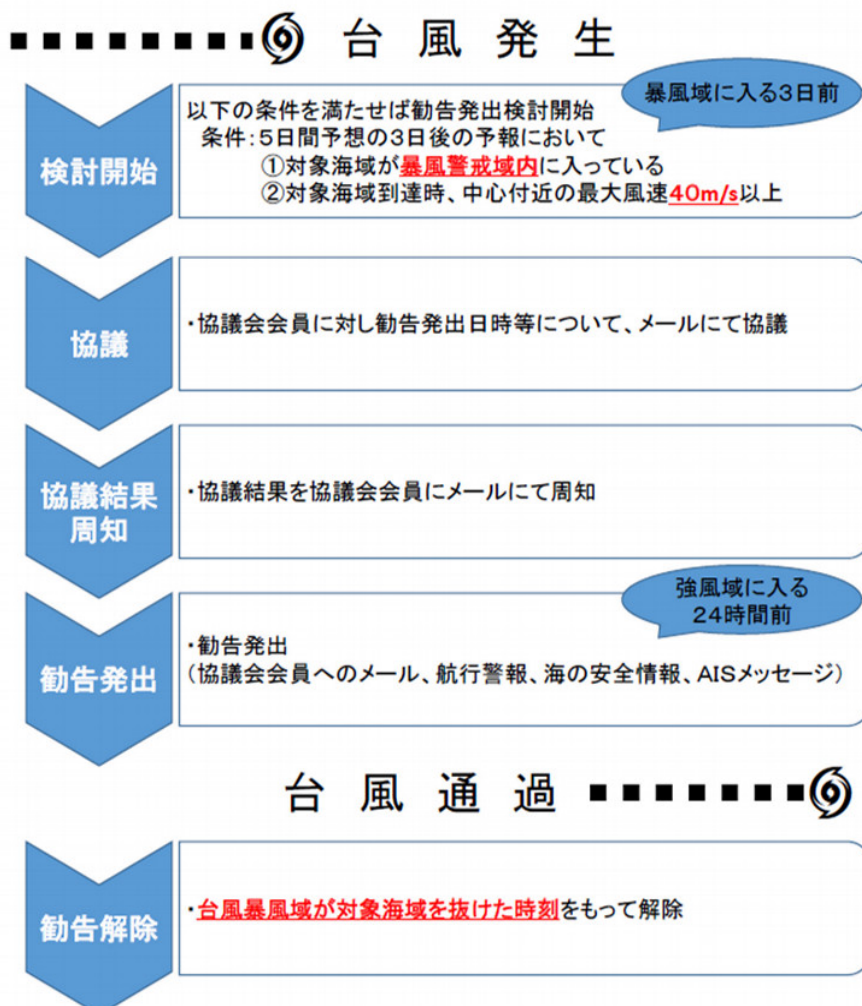 台風発生
暴風域に入る3日前
検討開始
以下の条件を満たせば勧告発出検討開始
条件：5日間予想の3日後の予報において
①対象海域が暴風警戒域内に入っている
②対象海域到達時、中心付近の最大風速40m/s以上
協議
・協議会会員に対し勧告発出日時等について、メールにて協議
協議結果
周知
・協議結果を協議会会員にメールにて周知
強風域に入る
24時間前
勧告発出
・勧告発出
（協議会会員へのメール、航行警報、海の安全情報、AISメッセージ）
台風通過
勧告解除
・台風暴風域が対象海域を抜けた時刻をもって解除